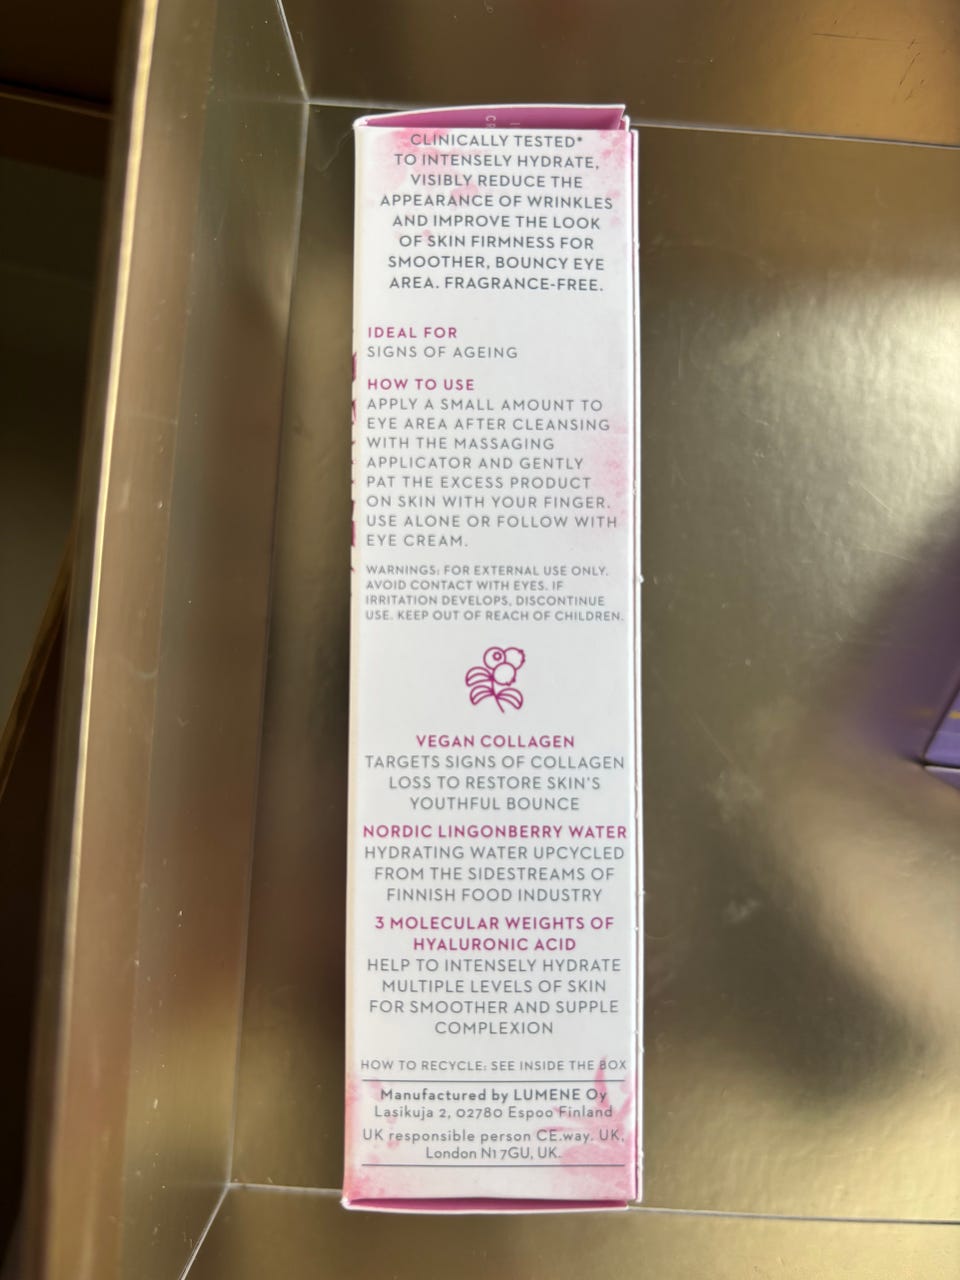 CLINICALLY TESTED*
TO INTENSELY HYDRATE,
VISIBLY REDUCE THE
APPEARANCE OF WRINKLES
AND IMPROVE THE LOOK
OF SKIN FIRMNESS FOR
SMOOTHER, BOUNCY EYE
AREA. FRAGRANCE-FREE.
IDEAL FOR
SIGNS OF AGEING
HOW TO USE
APPLY A SMALL AMOUNT TO
EYE AREA AFTER CLEANSING
WITH THE MASSAGING
APPLICATOR AND GENTLY
PAT THE EXCESS PRODUCT
ON SKIN WITH YOUR FINGER.
USE ALONE OR FOLLOW WITH
EYE CREAM.
WARNINGS: FOR EXTERNAL USE ONLY.
AVOID CONTACT WITH EYES. IF
IRRITATION DEVELOPS, DISCONTINUE
USE. KEEP OUT OF REACH OF CHILDREN.
VEGAN COLLAGEN
TARGETS SIGNS OF COLLAGEN
LOSS TO RESTORE SKIN'S
YOUTHFUL BOUNCE
NORDIC LINGONBERRY WATER
HYDRATING WATER UPCYCLED
FROM THE SIDESTREAMS OF
FINNISH FOOD INDUSTRY
3 MOLECULAR WEIGHTS OF
HYALURONIC ACID
HELP TO INTENSELY HYDRATE
MULTIPLE LEVELS OF SKIN
FOR SMOOTHER AND SUPPLE
COMPLEXION
HOW TO RECYCLE: SEE INSIDE THE BOX
Manufactured by LUMENE Oy
Lasikuja 2, 02780 Espoo Finland
UK responsible person CE.way. UK,
London N1 7GU, UK.